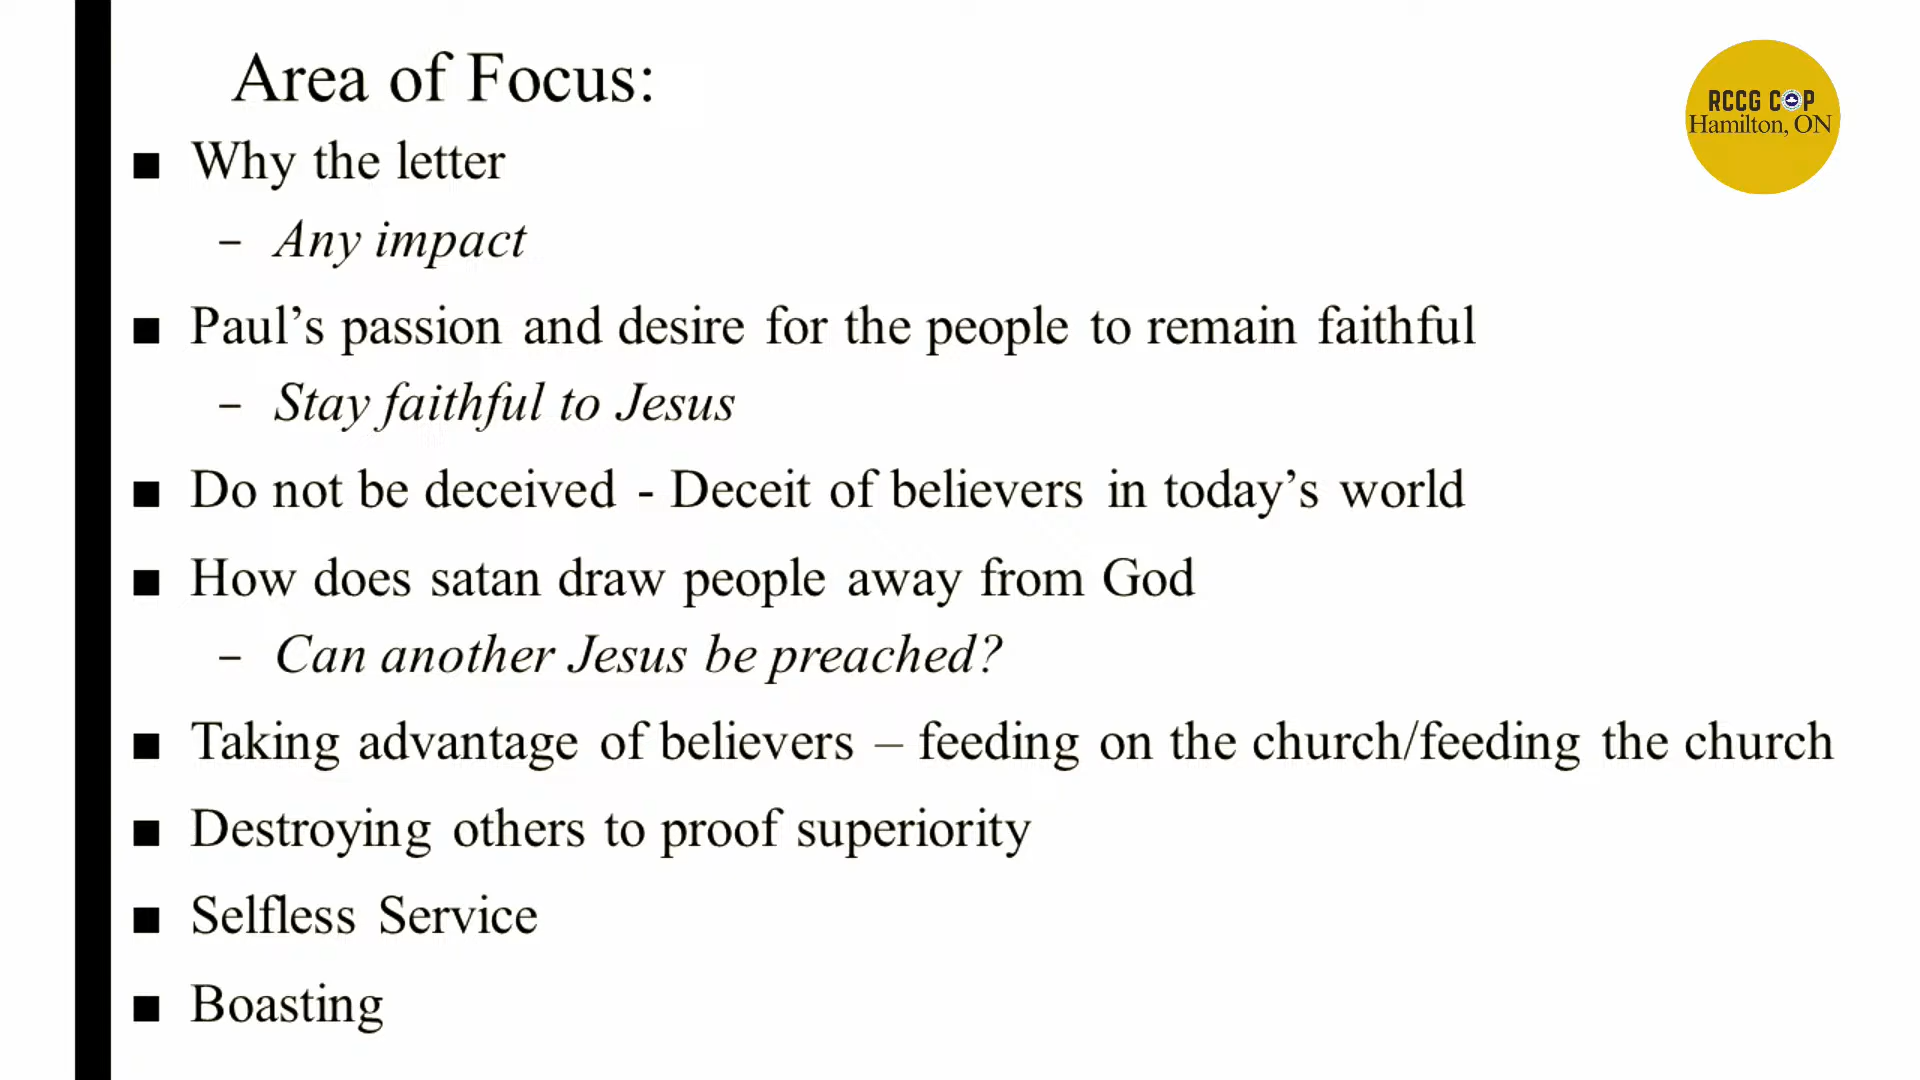 Area of Focus:
RCCG COP
Hamilton, ON
■ Why the letter
– Any impact
■ Paul’s passion and desire for the people to remain faithful
– Stay faithful to Jesus
■ Do not be deceived - Deceit of believers in today’s world
■ How does satan draw people away from God
– Can another Jesus be preached?
■ Taking advantage of believers – feeding on the church/feeding the church
■ Destroying others to proof superiority
■ Selfless Service
■ Boasting